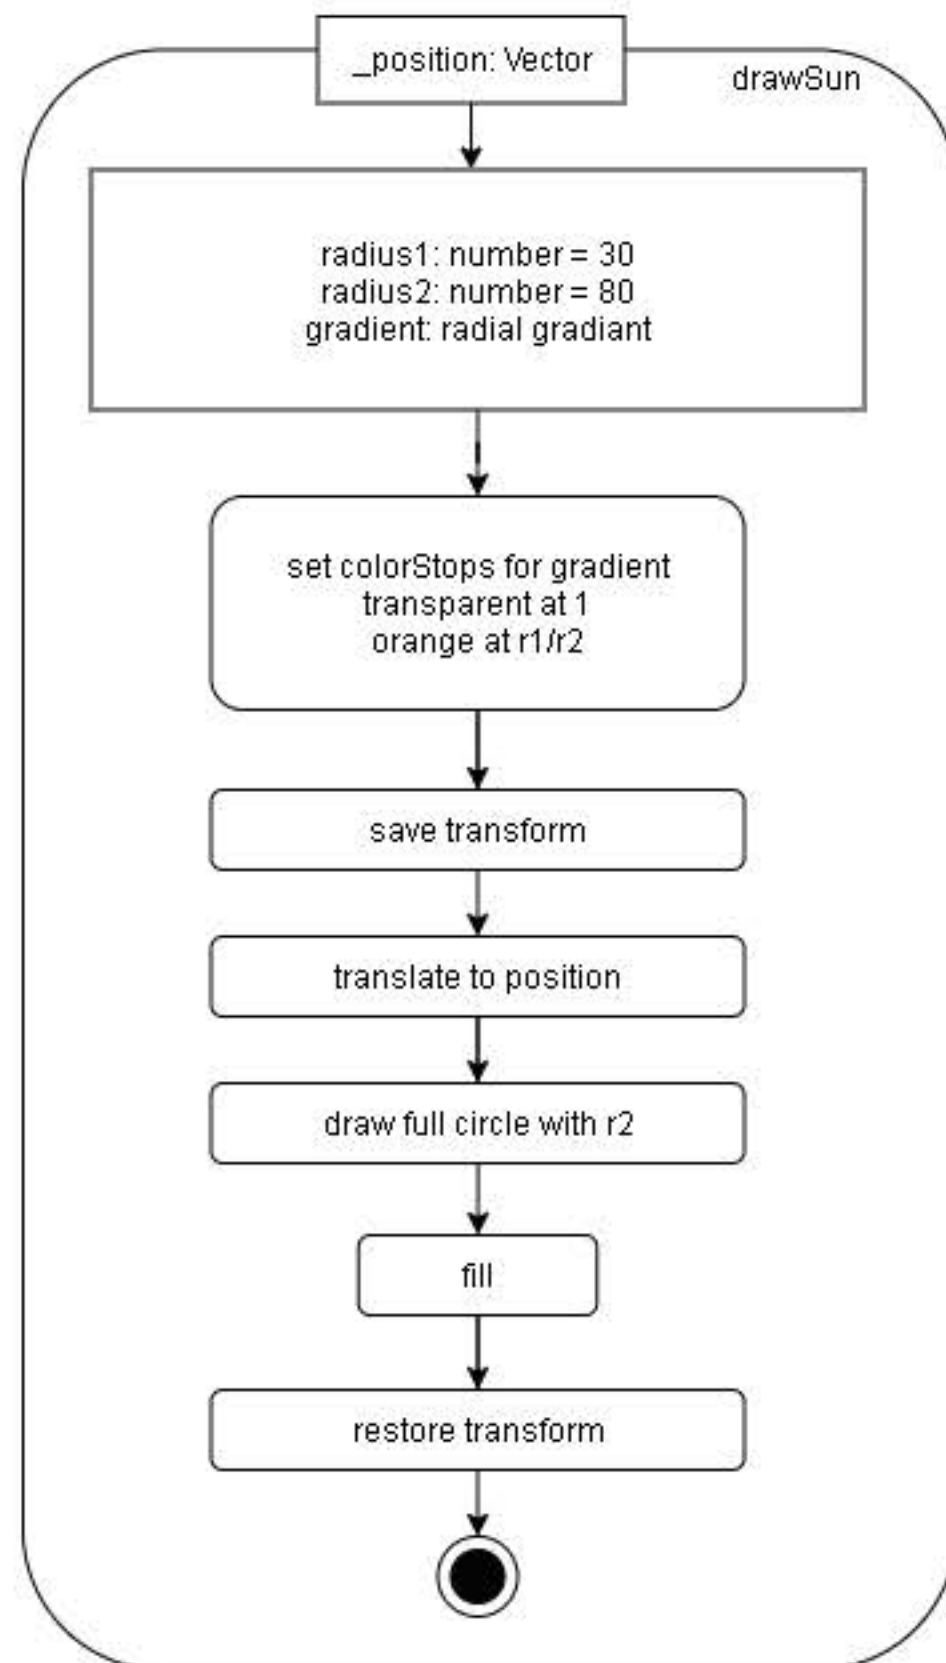 _position: Vector
drawSun
radius1: number = 30
radius2: number = 80
gradient: radial gradiant
set colorStops for gradient
transparent at 1
orange at r1/r2
save transform
translate to position
draw full circle with r2
fill
restore transform